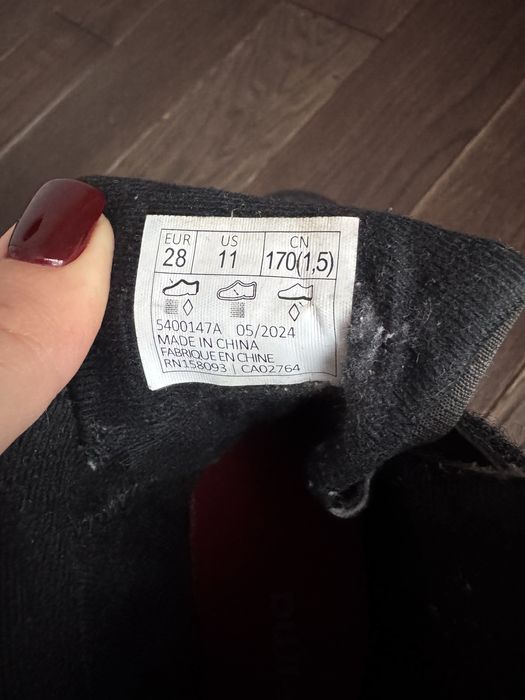 EUR US CN
28 11 170(1,5)
5400147A 05/2024
MADE IN CHINA
FABRIQUE EN CHINE
RN158093 | CA02764